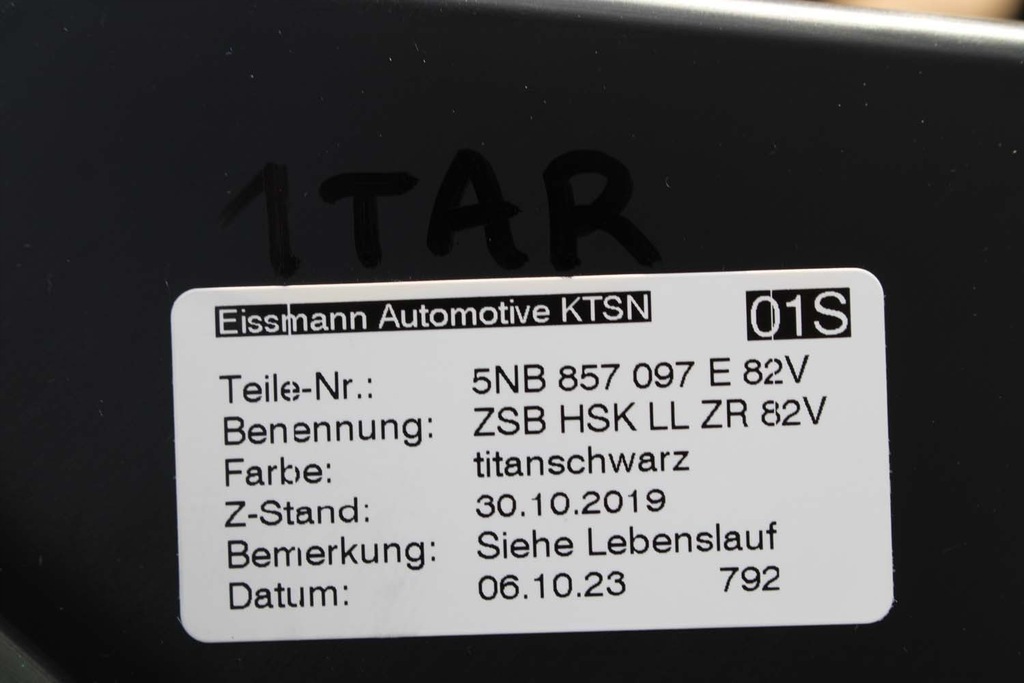 1TAR
Eissmann Automotive KTSN 01S
Teile-Nr.: 5NB 857 097 E 82V
Benennung: ZSB HSK LL ZR 82V
Farbe: titanschwarz
Z-Stand: 30.10.2019
Bemerkung: Siehe Lebenslauf
Datum: 06.10.23 792